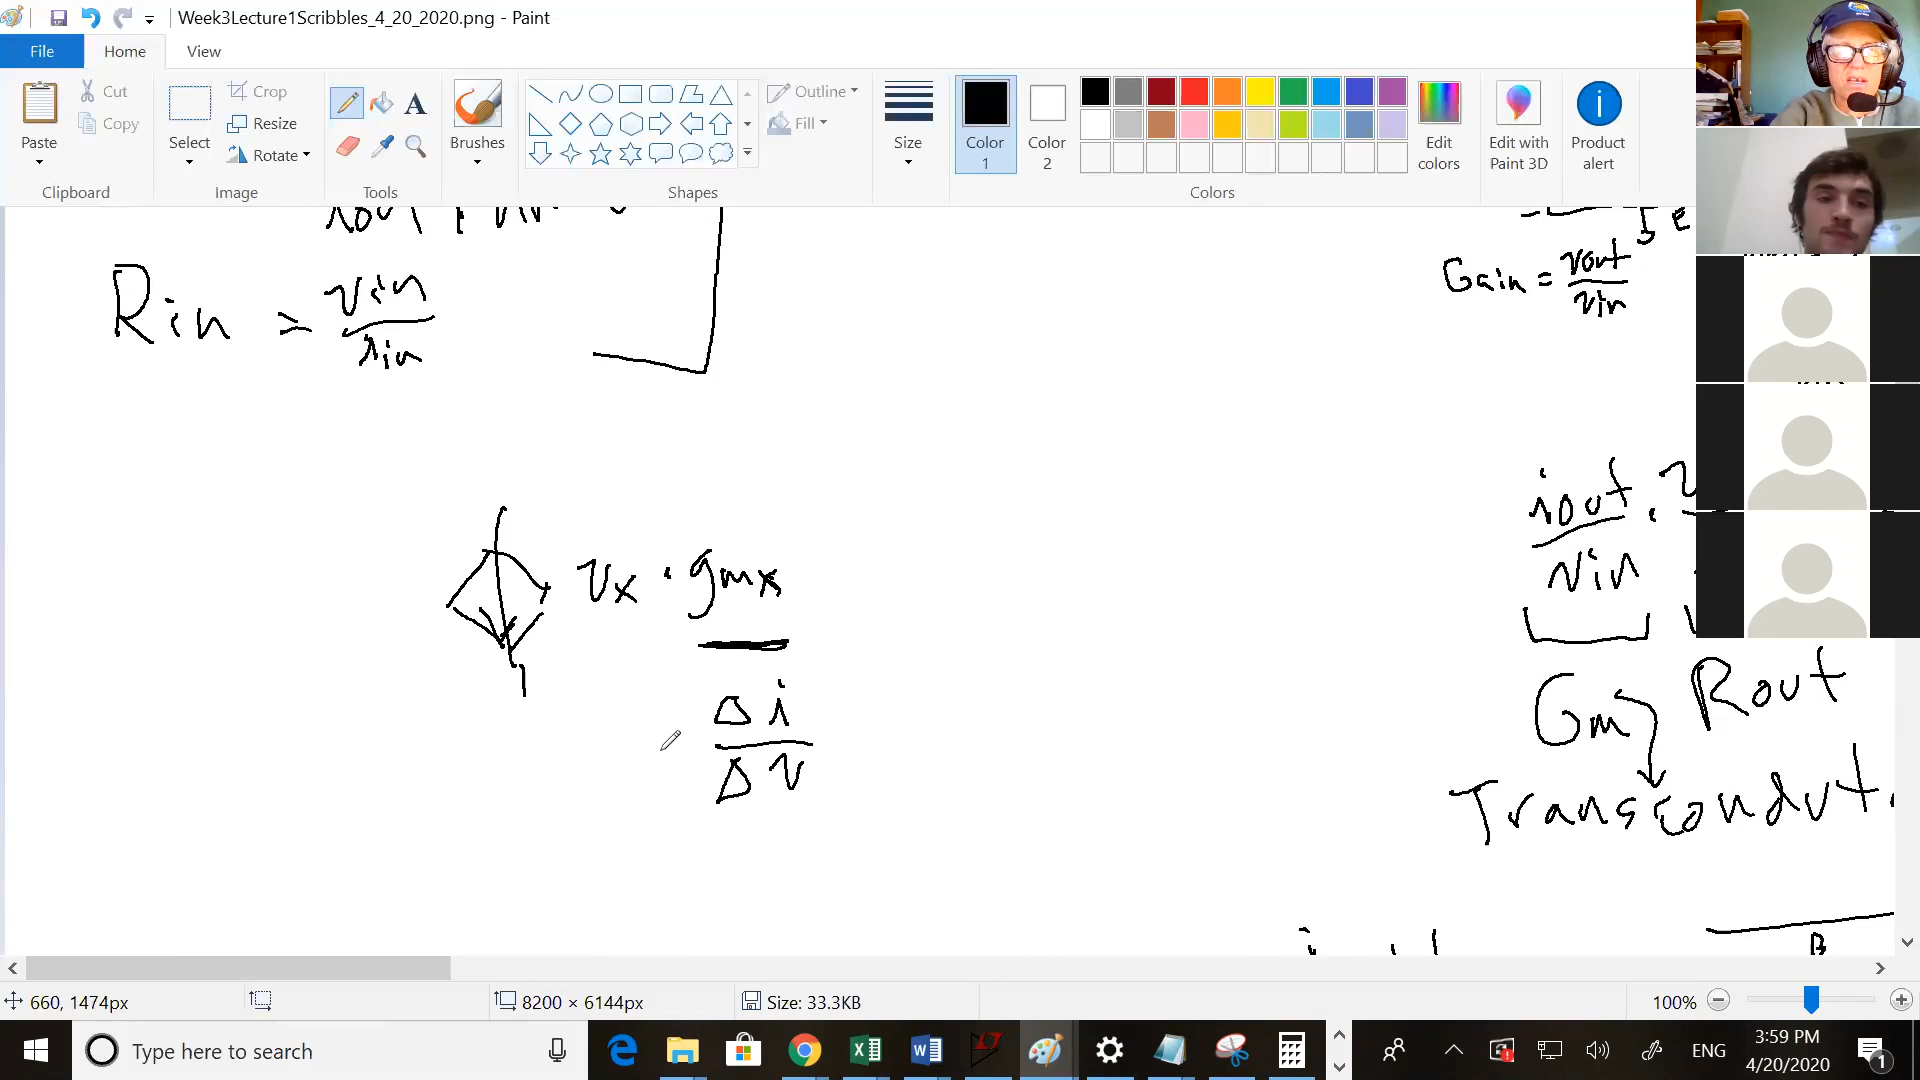 Week3Lecture1Scribbles_4_20_2020.png - Paint
File Home View
Paste
Cut
Copy
Clipboard
Select
Crop
Resize
Rotate
Image
Tools
Brushes
Outline
Fill
Shapes
Size
Color 1
Color 2
Edit colors
Colors
Edit with Paint 3D
Product alert
Rin = vin / iin
Gain = vout / vin
iout / vin
Gm Rout
vx · gmx
Δi / Δv
B
660, 1474px
8200 × 6144px
Size: 33.3KB
100%
Type here to search
ENG
3:59 PM
4/20/2020
1